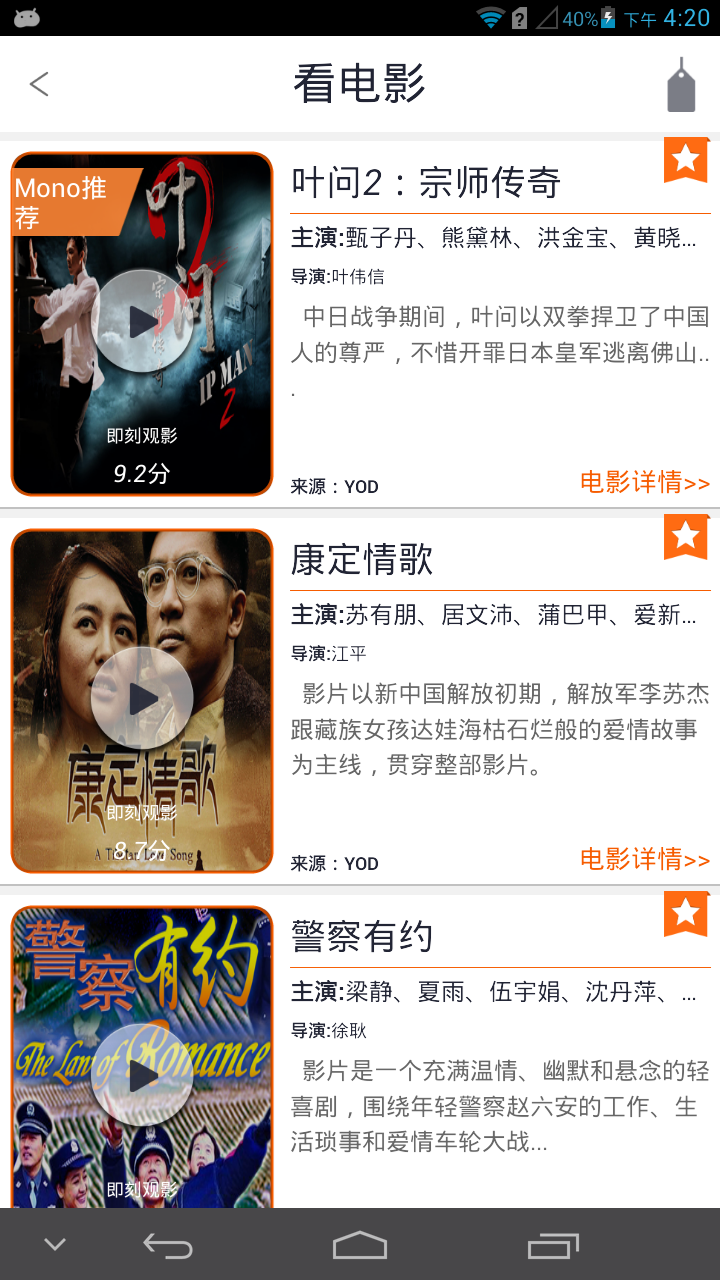 40%
下午 4:20
看电影
Mono推
荐
叶问2
宗师传奇
IP MAN
2
即刻观影
9.2分
叶问2：宗师传奇
主演:甄子丹、熊黛林、洪金宝、黄晓...
导演:叶伟信
中日战争期间，叶问以双拳捍卫了中国
人的尊严，不惜开罪日本皇军逃离佛山..
.
来源：YOD
电影详情>>
康定情歌
即刻观影
A Tibetan Love Song
8.7分
康定情歌
主演:苏有朋、居文沛、蒲巴甲、爱新...
导演:江平
影片以新中国解放初期，解放军李苏杰
跟藏族女孩达娃海枯石烂般的爱情故事
为主线，贯穿整部影片。
来源：YOD
电影详情>>
警察有约
The Law of Romance
即刻观影
警察有约
主演:梁静、夏雨、伍宇娟、沈丹萍、...
导演:徐耿
影片是一个充满温情、幽默和悬念的轻
喜剧，围绕年轻警察赵六安的工作、生
活琐事和爱情车轮大战...